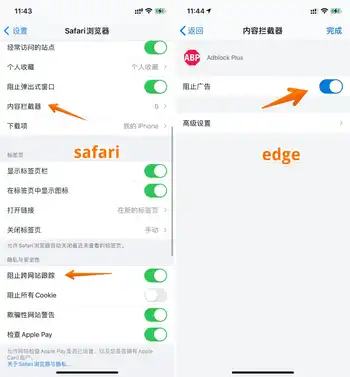 11:43
设置
Safari 浏览器
经常访问的站点
个人收藏
个人收藏
阻止弹出式窗口
内容拦截器
下载项
我的 iPhone
safari
标签页
显示标签页栏
在标签页中显示图标
打开链接
在新的标签页
关闭标签页
手动
允许 Safari 浏览器自动关闭最近未查看的标签页。
隐私与安全性
阻止跨网站跟踪
阻止所有 Cookie
欺骗性网站警告
检查 Apple Pay
允许网站检查 Apple Pay 是否已设置,以及您是否拥有 Apple Card 账户。
关于 Safari 浏览器与隐私...
11:44
返回
内容拦截器
完成
ABP
Adblock Plus
阻止广告
高级设置
edge